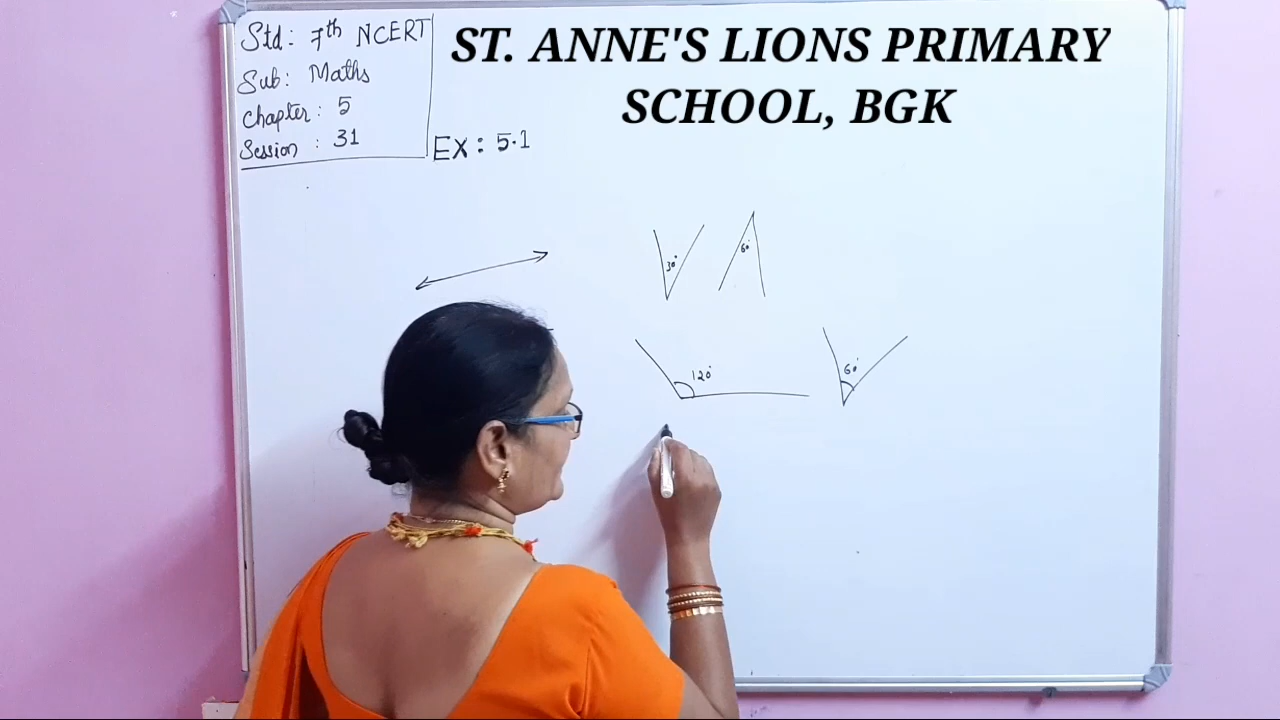 Std: 7th NCERT
Sub: Maths
Chapter: 5
Session : 31
ST. ANNE'S LIONS PRIMARY
SCHOOL, BGK
Ex: 5.1
30° 60°
120° 60°